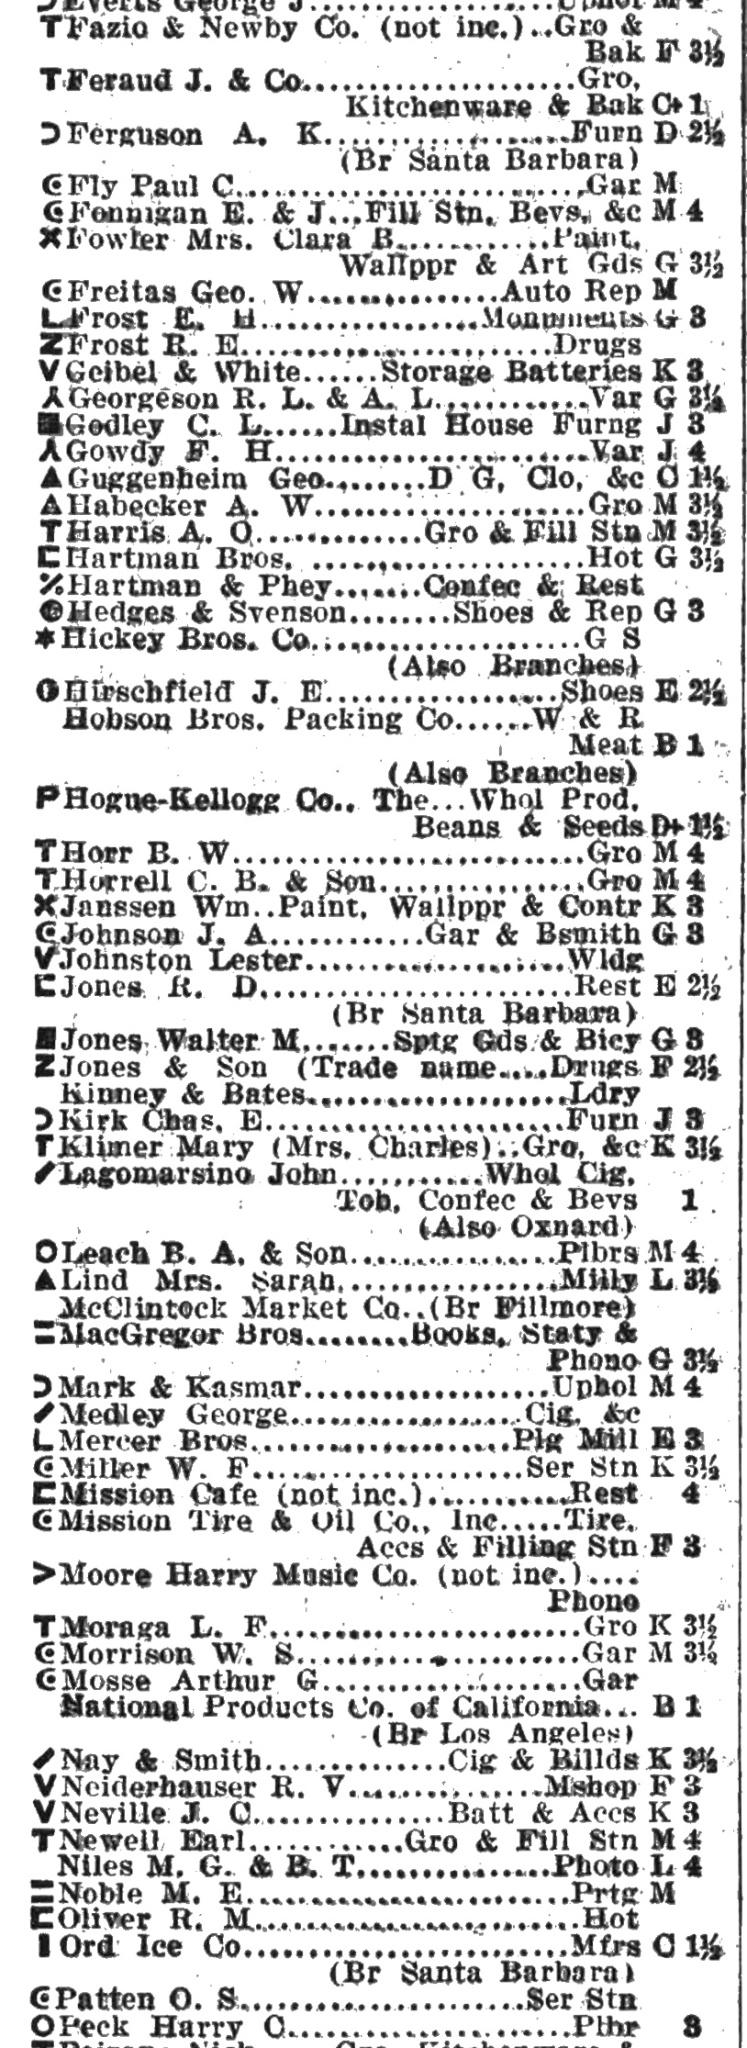 Everts George J....Uphol M 4
T Fazio & Newby Co. (not inc.)..Gro &
Bak F 3½
T Feraud J. & Co....Gro,
Kitchenware & Bak C+ 1
Ferguson A. K....Furn D 2½
(Br Santa Barbara)
Fly Paul C....Gar M
Fennigan E. & J...Fill Stn, Bevs, &c M 4
Fowler Mrs. Clara B....Paint,
Wallppr & Art Gds G 3½
Freitas Geo. W....Auto Rep M
L Frost E. H....Monuments G 3
Z Frost R. E....Drugs
V Geibel & White....Storage Batteries K 3
Georgeson R. L. & A. L....Var G 3½
Godley C. L....Instal House Furng J 3
Gowdy F. H....Var J 4
Guggenheim Geo....D G, Clo, &c C 1½
Habecker A. W....Gro M 3½
T Harris A. O....Gro & Fill Stn M 3½
Hartman Bros. ....Hot G 3½
Hartman & Phey....Confec & Rest
Hedges & Svenson....Shoes & Rep G 3
Hickey Bros. Co....G S
(Also Branches)
Hirschfield J. E....Shoes E 2½
Hobson Bros. Packing Co....W & R
Meat B 1
(Also Branches)
P Hogue-Kellogg Co., The...Whol Prod,
Beans & Seeds D+ 1½
T Horr B. W....Gro M 4
T Horrell C. B. & Son....Gro M 4
Janssen Wm..Paint, Wallppr & Contr K 3
Johnson J. A....Gar & Bsmith G 3
V Johnston Lester....Wldg
Jones R. D....Rest E 2½
(Br Santa Barbara)
Jones Walter M....Sptg Gds & Bicy G 3
Z Jones & Son (Trade name....Drugs F 2½
Kinney & Bates....Ldry
Kirk Chas. E....Furn J 3
T Klimer Mary (Mrs. Charles)..Gro, &c K 3½
Lagomarsino John....Whol Cig,
Tob, Confec & Bevs 1
(Also Oxnard)
O Leach B. A. & Son....Plbrs M 4
Lind Mrs. Sarah....Milly L 3½
McClintock Market Co..(Br Fillmore)
MacGregor Bros....Books, Staty &
Phono G 3½
Mark & Kasmar....Uphol M 4
Medley George....Cig, &c
L Mercer Bros....Plg Mill E 3
Miller W. F....Ser Stn K 3½
Mission Cafe (not inc.)....Rest 4
Mission Tire & Oil Co., Inc....Tire,
Accs & Filling Stn F 3
> Moore Harry Music Co. (not inc.)....
Phono
T Moraga L. F....Gro K 3½
Morrison W. S....Gar M 3½
Mosse Arthur G....Gar
National Products Co. of California... B 1
(Br Los Angeles)
Nay & Smith....Cig & Billds K 3½
V Neiderhauser R. V....Mshop F 3
V Neville J. C....Batt & Accs K 3
T Newell Earl....Gro & Fill Stn M 4
Niles M. G. & B. T....Photo L 4
Noble M. E....Prtg M
Oliver R. M....Hot
Ord Ice Co....Mfrs C 1½
(Br Santa Barbara)
Patten O. S....Ser Stn
O Peck Harry C....Plbr 3